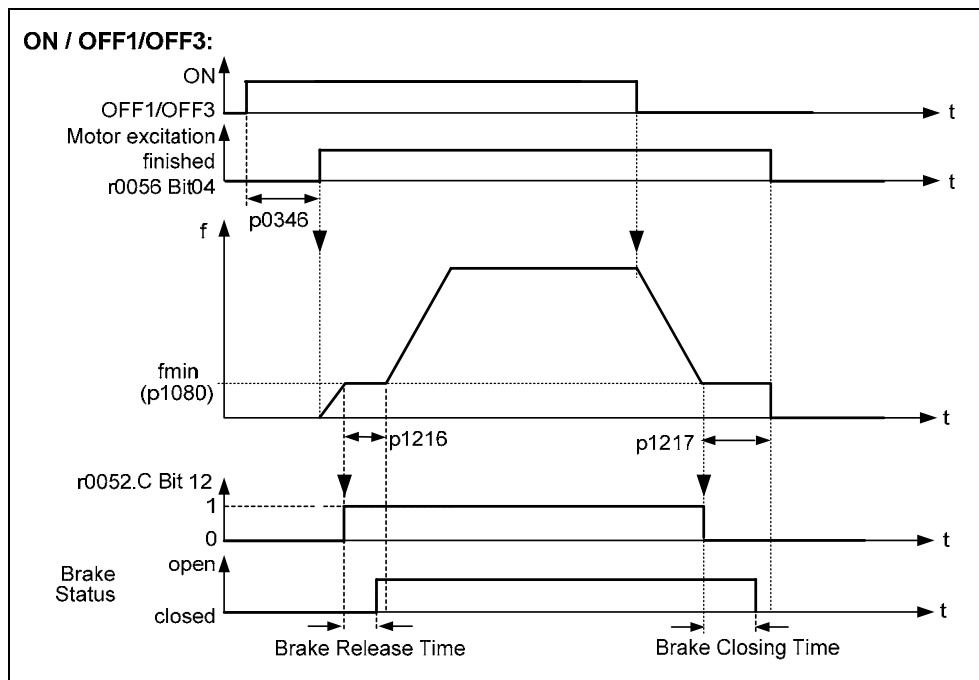 ON / OFF1/OFF3:
ON
OFF1/OFF3
t
Motor excitation
finished
r0056 Bit04
t
p0346
f
fmin
(p1080)
t
p1216
p1217
r0052.C Bit 12
1
0
t
Brake
Status
open
closed
t
Brake Release Time
Brake Closing Time